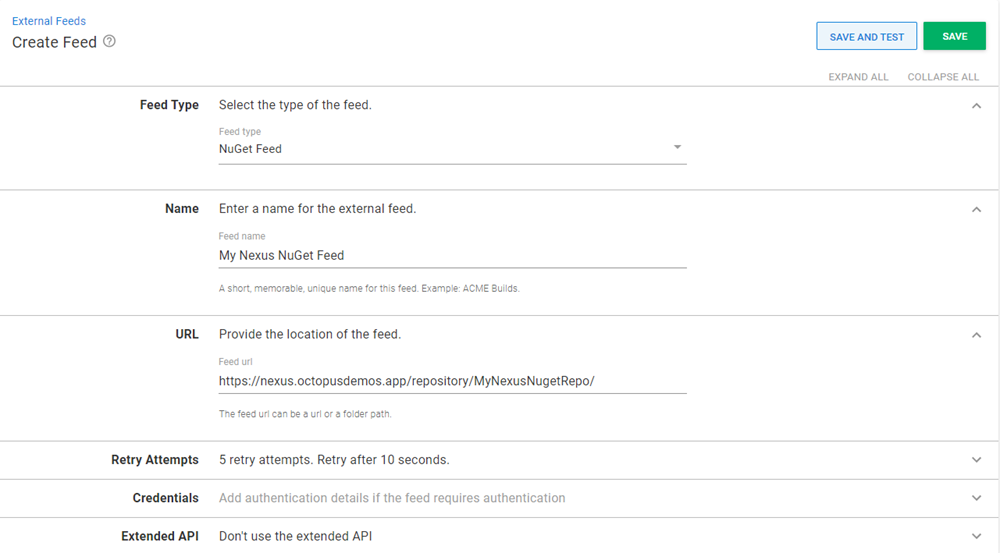 External Feeds
Create Feed
SAVE AND TEST
SAVE
EXPAND ALL
COLLAPSE ALL
Feed Type
Select the type of the feed.
Feed type
NuGet Feed
Name
Enter a name for the external feed.
Feed name
My Nexus NuGet Feed
A short, memorable, unique name for this feed. Example: ACME Builds.
URL
Provide the location of the feed.
Feed url
https://nexus.octopusdemos.app/repository/MyNexusNugetRepo/
The feed url can be a url or a folder path.
Retry Attempts
5 retry attempts. Retry after 10 seconds.
Credentials
Add authentication details if the feed requires authentication
Extended API
Don't use the extended API